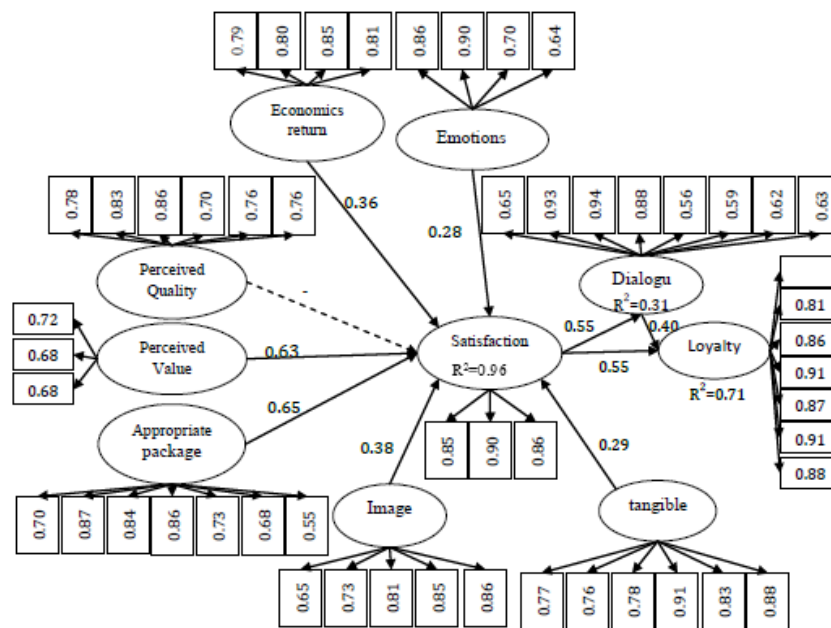 0.79 0.80 0.85 0.81 0.86 0.90 0.70 0.64
Economics
return
Emotions
0.78 0.83 0.86 0.70 0.76 0.76
0.36
0.28
0.65 0.93 0.94 0.88 0.56 0.59 0.62 0.63
Perceived
Quality
-
Dialogu
R²=0.31
0.72
0.68
0.68
Perceived
Value
0.63
Satisfaction
R²=0.96
0.55
0.40
0.55
Loyalty
R²=0.71
0.81
0.86
0.91
0.87
0.91
0.88
Appropriate
package
0.65
0.38
0.85 0.90 0.86
0.29
0.70 0.87 0.84 0.86 0.73 0.68 0.55
Image
tangible
0.65 0.73 0.81 0.85 0.86
0.77 0.76 0.78 0.91 0.83 0.88